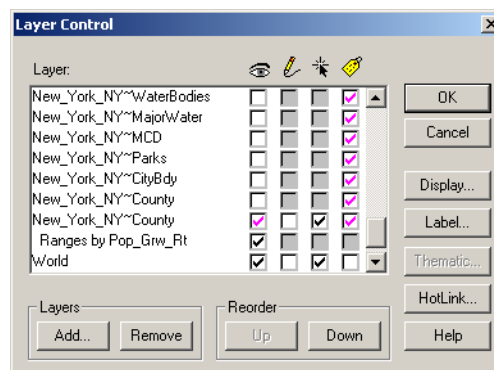 Layer Control
Layer:
New_York_NY~WaterBodies
New_York_NY~MajorWater
New_York_NY~MCD
New_York_NY~Parks
New_York_NY~CityBdy
New_York_NY~County
New_York_NY~County
Ranges by Pop_Grw_Rt
World
OK
Cancel
Display...
Label...
Thematic...
HotLink...
Help
Layers
Add...
Remove
Reorder
Up
Down